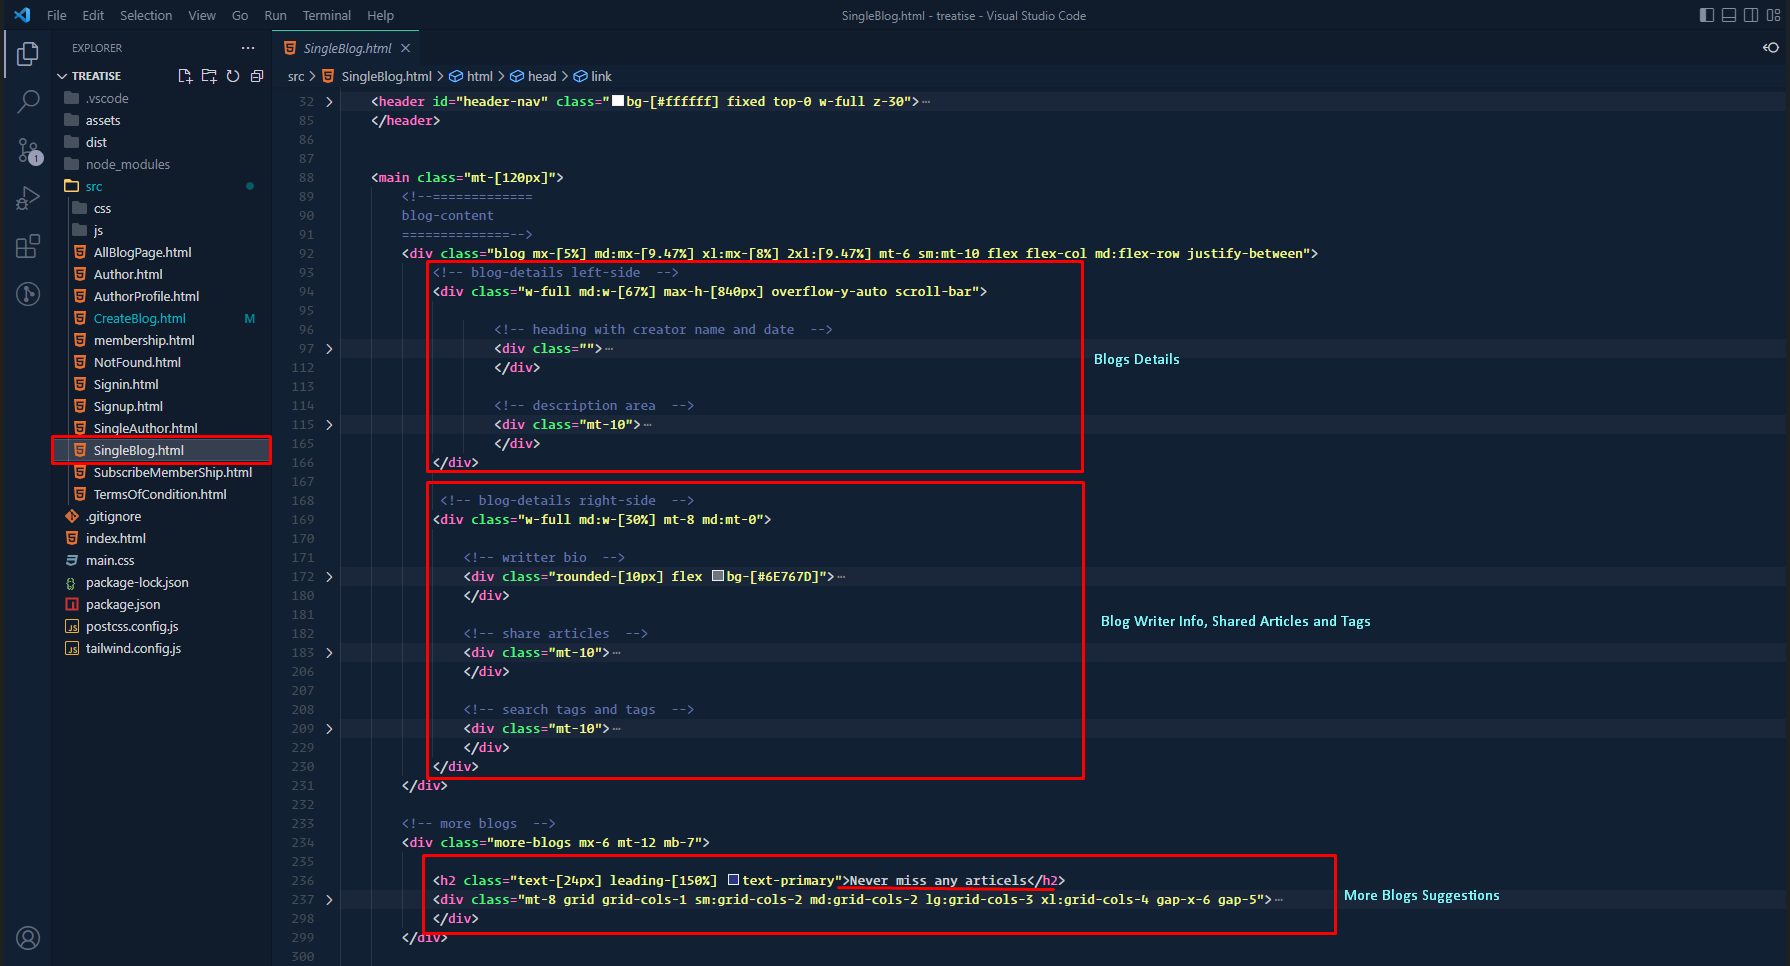 File Edit Selection View Go Run Terminal Help
SingleBlog.html - treatise - Visual Studio Code
EXPLORER
TREATISE
.vscode
assets
dist
node_modules
src
css
js
AllBlogPage.html
Author.html
AuthorProfile.html
CreateBlog.html M
membership.html
NotFound.html
Signin.html
Signup.html
SingleAuthor.html
SingleBlog.html
SubscribeMemberShip.html
TermsOfCondition.html
.gitignore
index.html
main.css
package-lock.json
package.json
postcss.config.js
tailwind.config.js
1
SingleBlog.html
src > SingleBlog.html > html > head > link
32 <header id="header-nav" class="bg-[#ffffff] fixed top-0 w-full z-30">…
85 </header>
86
87
88 <main class="mt-[120px]">
89 <!--=============
90 blog-content
91 ==============-->
92 <div class="blog mx-[5%] md:mx-[9.47%] xl:mx-[8%] 2xl:[9.47%] mt-6 sm:mt-10 flex flex-col md:flex-row justify-between">
93 <!-- blog-details left-side -->
94 <div class="w-full md:w-[67%] max-h-[840px] overflow-y-auto scroll-bar">
95
96 <!-- heading with creator name and date -->
97 <div class="">…
112 </div>
113
114 <!-- description area -->
115 <div class="mt-10">…
165 </div>
166 </div>
167
168 <!-- blog-details right-side -->
169 <div class="w-full md:w-[30%] mt-8 md:mt-0">
170
171 <!-- writter bio -->
172 <div class="rounded-[10px] flex bg-[#6E767D]">…
180 </div>
181
182 <!-- share articles -->
183 <div class="mt-10">…
206 </div>
207
208 <!-- search tags and tags -->
209 <div class="mt-10">…
229 </div>
230 </div>
231 </div>
232
233 <!-- more blogs -->
234 <div class="more-blogs mx-6 mt-12 mb-7">
235
236 <h2 class="text-[24px] leading-[150%] text-primary">Never miss any articels</h2>
237 <div class="mt-8 grid grid-cols-1 sm:grid-cols-2 md:grid-cols-2 lg:grid-cols-3 xl:grid-cols-4 gap-x-6 gap-5">…
298 </div>
299 </div>
300
Blogs Details
Blog Writer Info, Shared Articles and Tags
More Blogs Suggestions